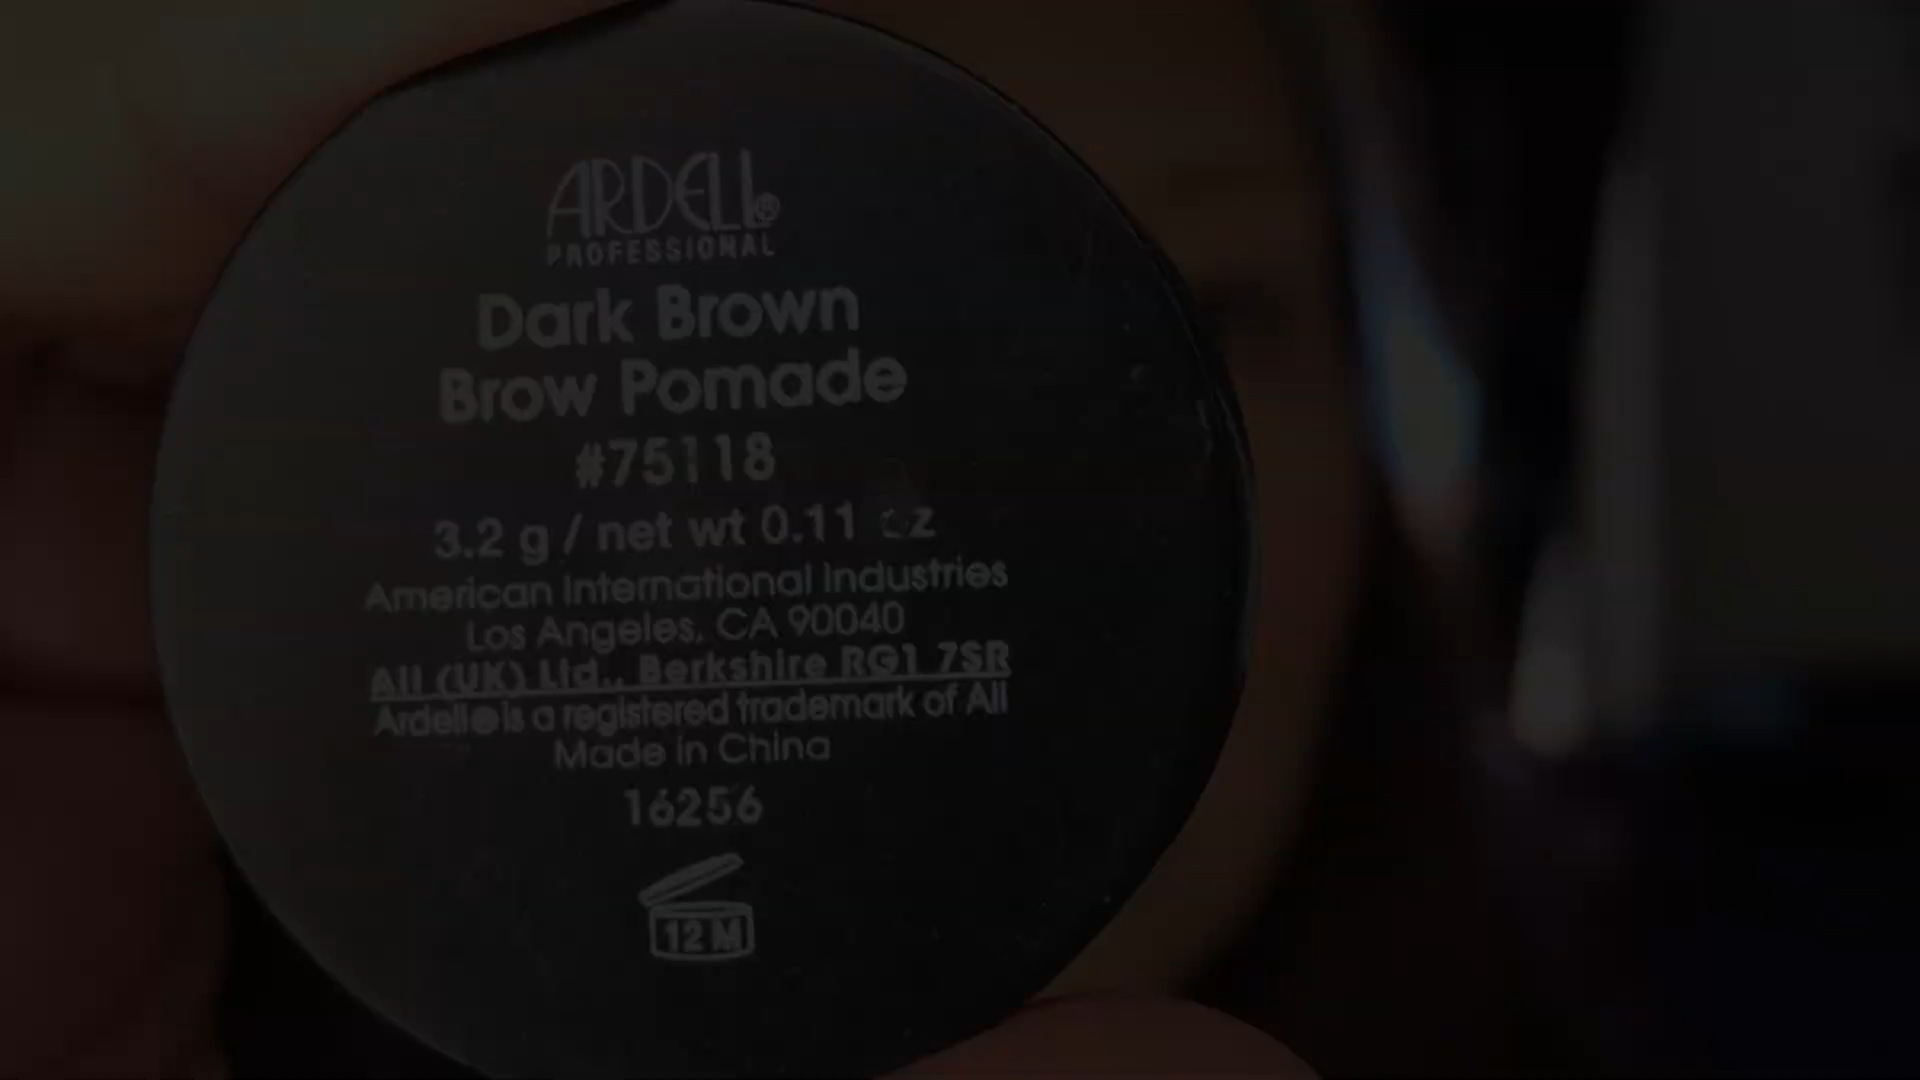 ARDELL®
PROFESSIONAL
Dark Brown
Brow Pomade
#75118
3.2 g / net wt 0.11 oz
American International Industries
Los Angeles, CA 90040
AII (UK) Ltd., Berkshire RG1 7SR
Ardell® is a registered trademark of AII
Made in China
16256
12 M